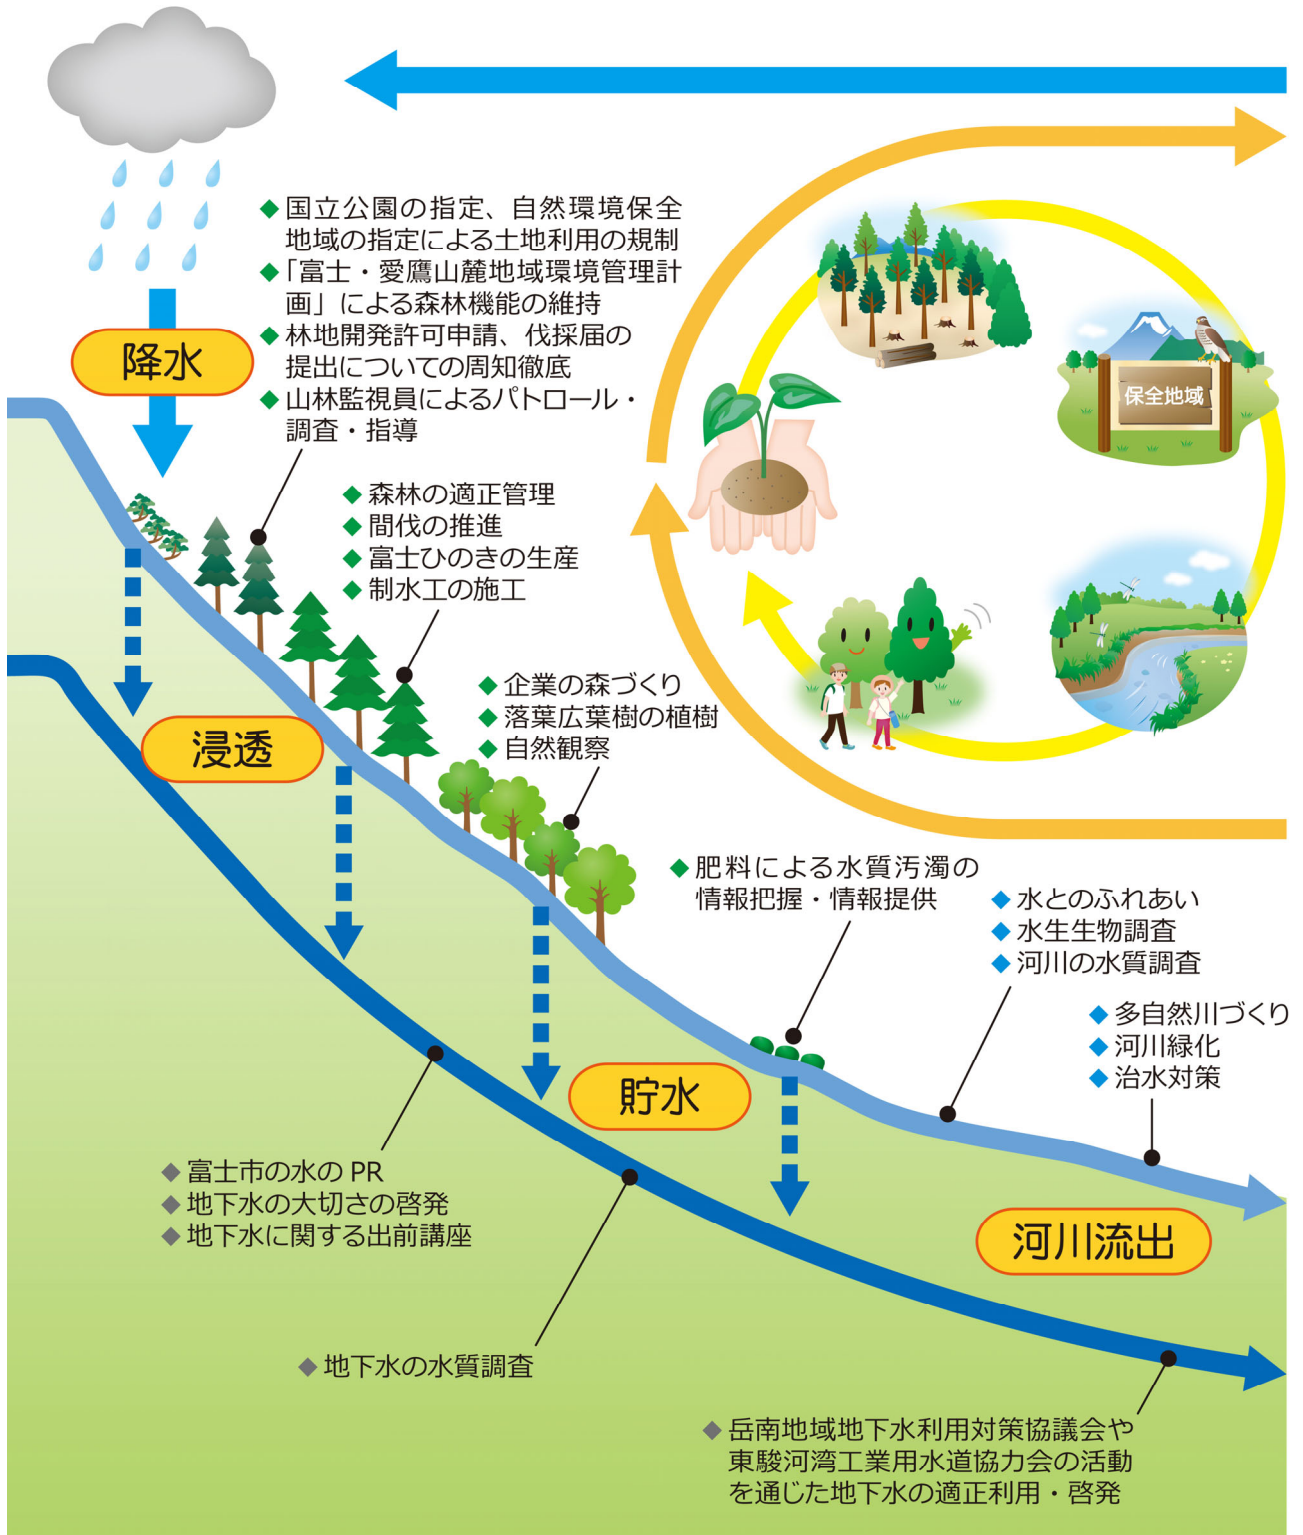 ◆国立公園の指定、自然環境保全
地域の指定による土地利用の規制
◆「富士・愛鷹山麓地域環境管理計
画」による森林機能の維持
◆林地開発許可申請、伐採届の
提出についての周知徹底
◆山林監視員によるパトロール・
調査・指導
降水
保全地域
◆森林の適正管理
◆間伐の推進
◆富士ひのきの生産
◆制水工の施工
◆企業の森づくり
◆落葉広葉樹の植樹
◆自然観察
浸透
◆肥料による水質汚濁の
情報把握・情報提供
◆水とのふれあい
◆水生生物調査
◆河川の水質調査
◆多自然川づくり
◆河川緑化
◆治水対策
貯水
◆富士市の水の PR
◆地下水の大切さの啓発
◆地下水に関する出前講座
河川流出
◆地下水の水質調査
◆岳南地域地下水利用対策協議会や
東駿河湾工業用水道協力会の活動
を通じた地下水の適正利用・啓発